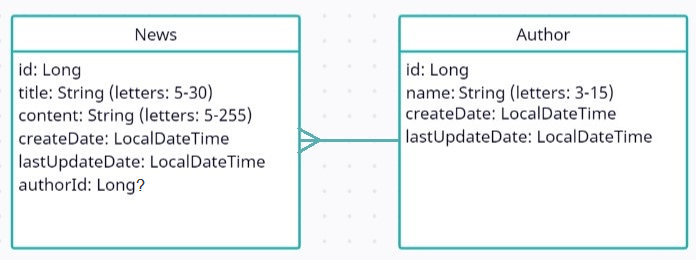 News
id: Long
title: String (letters: 5-30)
content: String (letters: 5-255)
createDate: LocalDateTime
lastUpdateDate: LocalDateTime
authorId: Long?
Author
id: Long
name: String (letters: 3-15)
createDate: LocalDateTime
lastUpdateDate: LocalDateTime